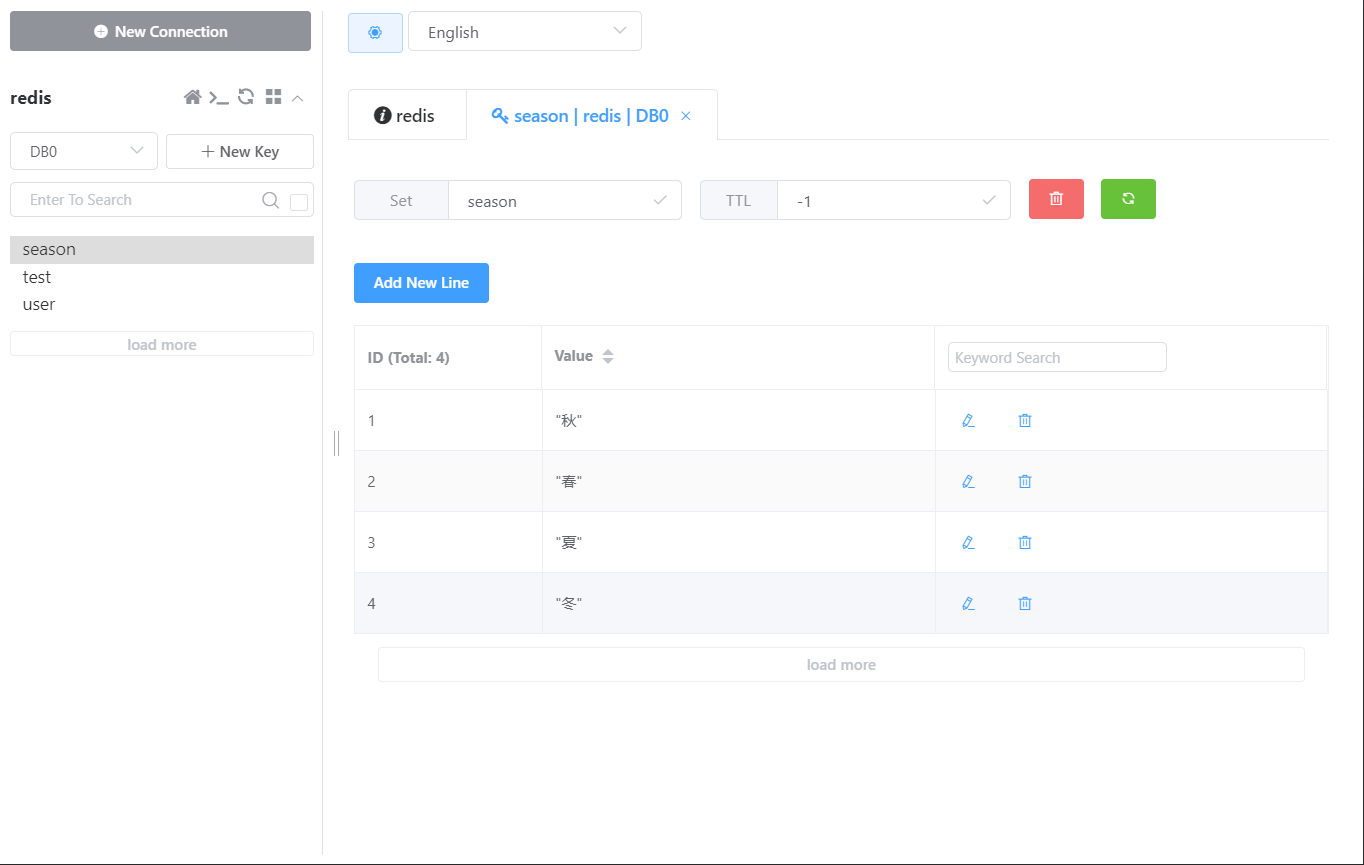 New Connection
redis
DB0
New Key
Enter To Search
season
test
user
load more
English
redis
season | redis | DB0
Set
season
TTL
-1
Add New Line
ID (Total: 4)
Value
Keyword Search
1
"秋"
2
"春"
3
"夏"
4
"冬"
load more